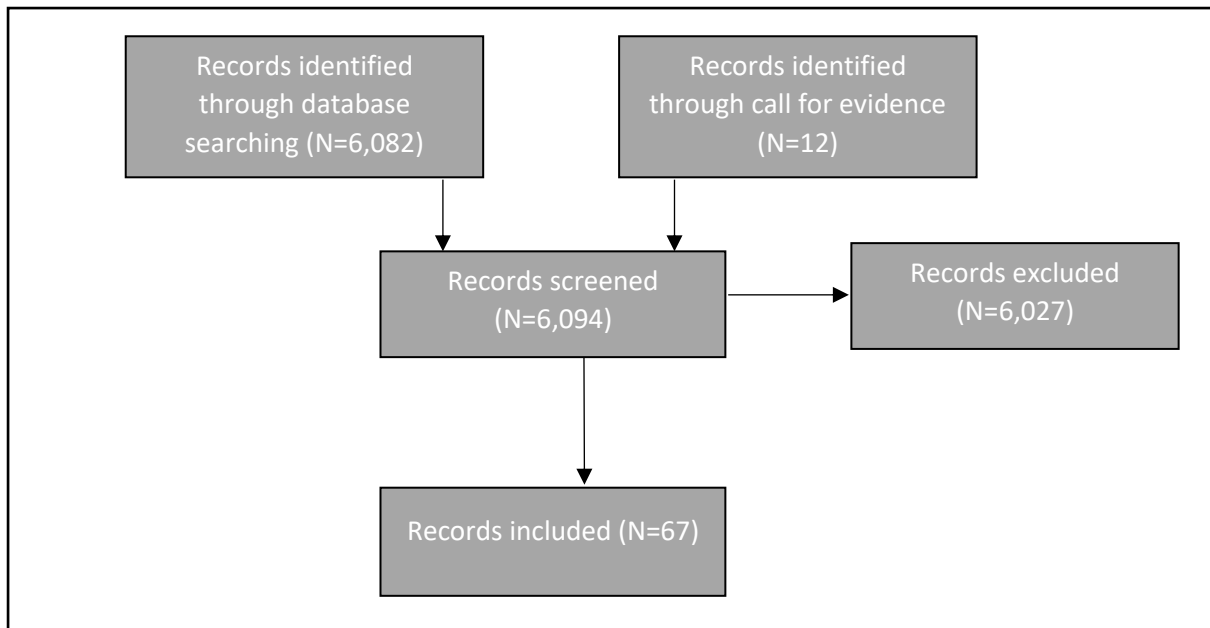 Records identified
through database
searching (N=6,082)
Records identified
through call for evidence
(N=12)
Records screened
(N=6,094)
Records excluded
(N=6,027)
Records included (N=67)